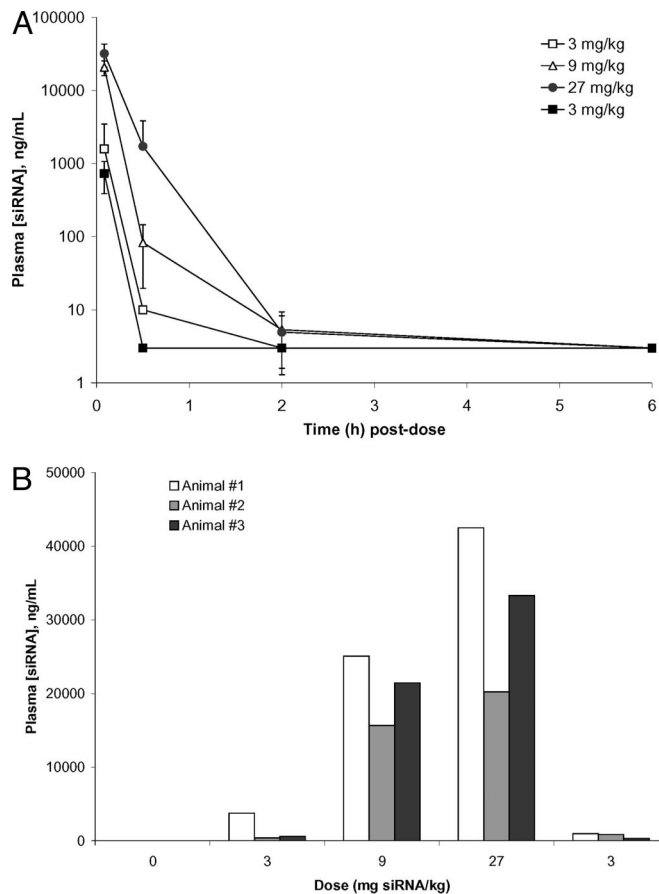 A
100000
10000
1000
100
10
1
Plasma [siRNA], ng/mL
3 mg/kg
9 mg/kg
27 mg/kg
3 mg/kg
0 1 2 3 4 5 6
Time (h) post-dose
B
50000
40000
30000
20000
10000
0
Plasma [siRNA], ng/mL
Animal #1
Animal #2
Animal #3
0 3 9 27 3
Dose (mg siRNA/kg)